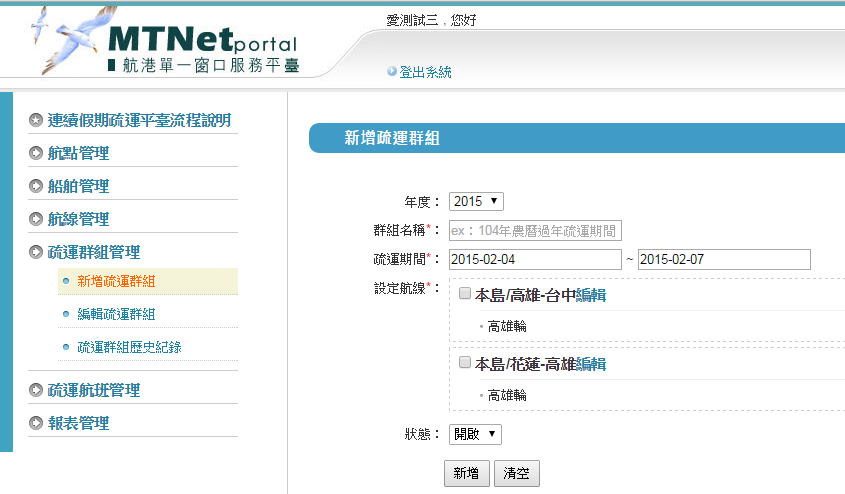 愛測試三，您好
MTNet portal
航港單一窗口服務平臺
登出系統
連續假期疏運平臺流程說明
航點管理
船舶管理
航線管理
疏運群組管理
新增疏運群組
編輯疏運群組
疏運群組歷史紀錄
疏運航班管理
報表管理
新增疏運群組
年度： 2015
群組名稱*： ex：104年農曆過年疏運期間
疏運期間*： 2015-02-04 ~ 2015-02-07
設定航線*： 本島/高雄-台中編輯
高雄輪
本島/花蓮-高雄編輯
高雄輪
狀態： 開啟
新增 清空